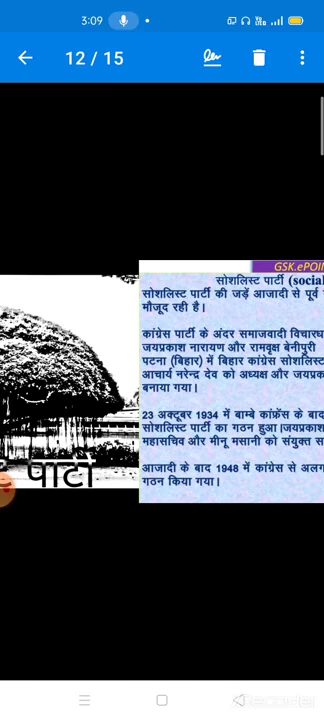 3:09
12 / 15
GSK.ePOIN
सोशलिस्ट पार्टी (social
सोशलिस्ट पार्टी की जड़ें आजादी से पूर्व
मौजूद रही है।
कांग्रेस पार्टी के अंदर समाजवादी विचारध
जयप्रकाश नारायण और रामवृक्ष बेनीपुरी
पटना (बिहार) में बिहार कांग्रेस सोशलिस्ट
आचार्य नरेन्द्र देव को अध्यक्ष और जयप्रक
बनाया गया।
23 अक्टूबर 1934 में बाम्बे कांफ्रेंस के बाद
सोशलिस्ट पार्टी का गठन हुआ।जयप्रकाश
महासचिव और मीनू मसानी को संयुक्त स
आजादी के बाद 1948 में कांग्रेस से अलग
गठन किया गया।
पार्टी